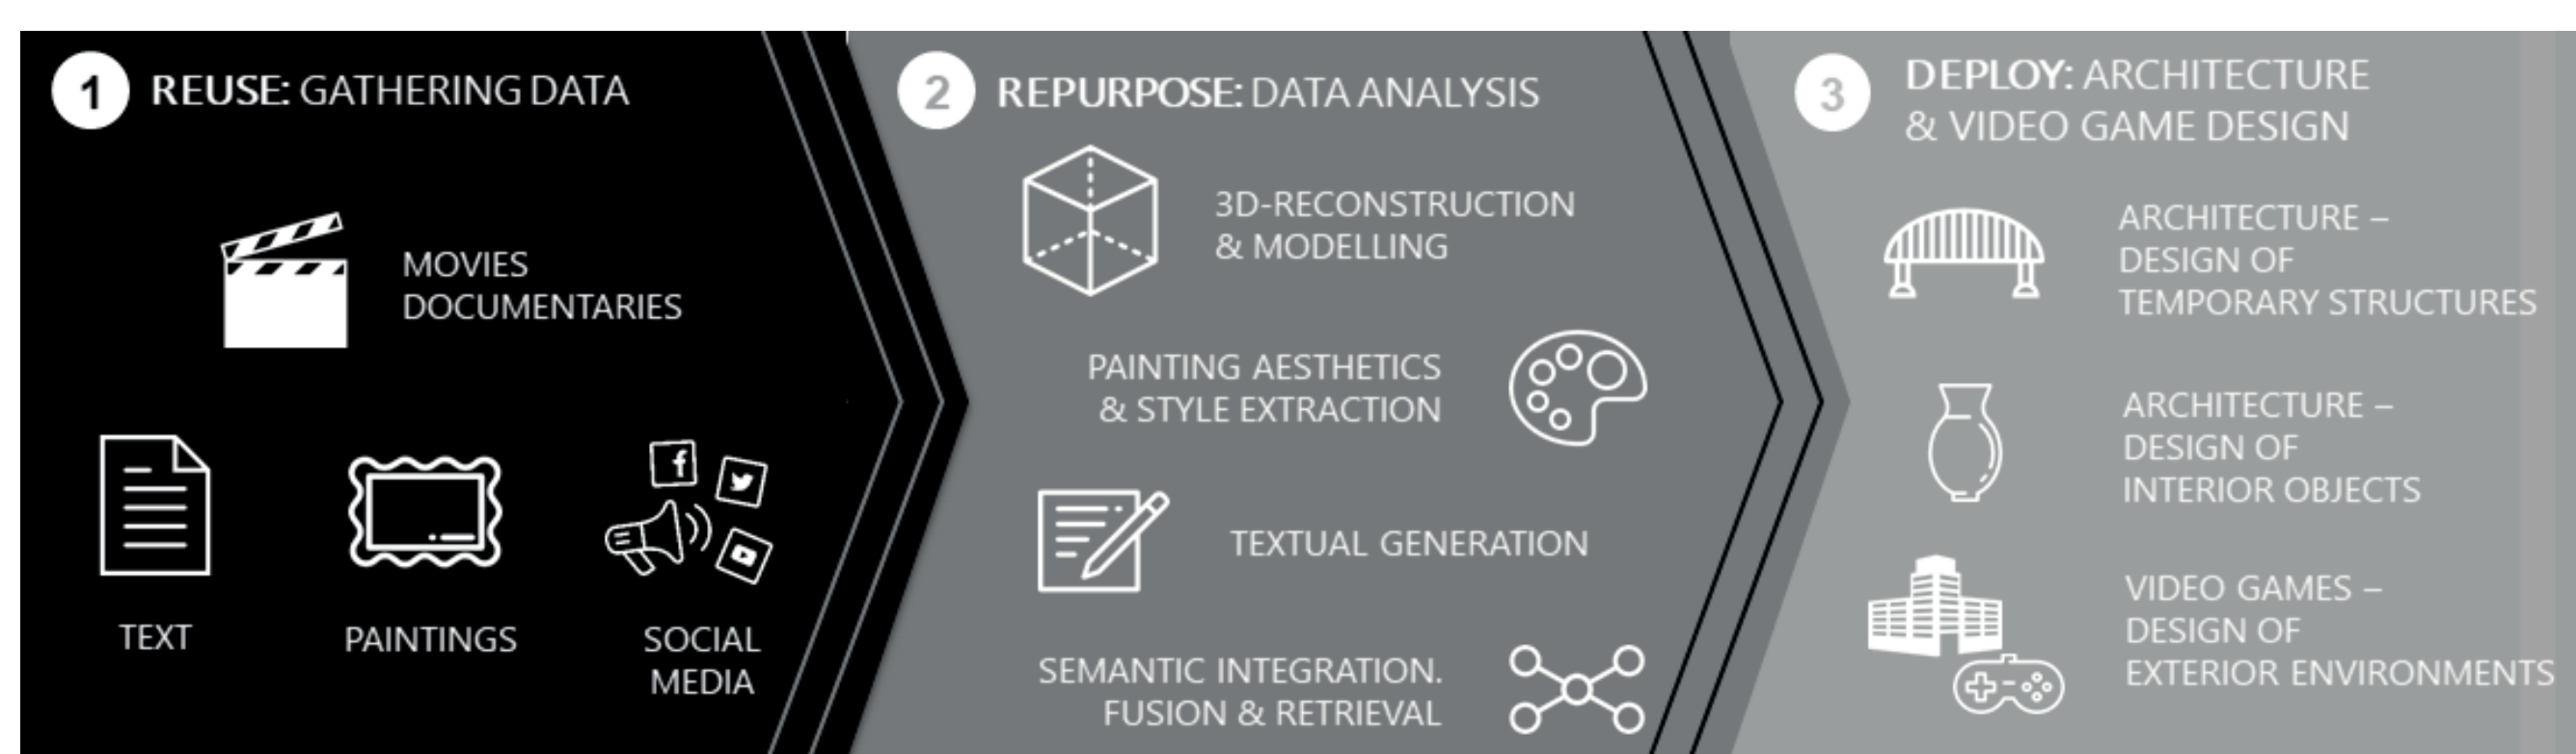 1 REUSE: GATHERING DATA
MOVIES
DOCUMENTARIES
TEXT
PAINTINGS
SOCIAL
MEDIA
2 REPURPOSE: DATA ANALYSIS
3D-RECONSTRUCTION
& MODELLING
PAINTING AESTHETICS
& STYLE EXTRACTION
TEXTUAL GENERATION
SEMANTIC INTEGRATION.
FUSION & RETRIEVAL
3 DEPLOY: ARCHITECTURE
& VIDEO GAME DESIGN
ARCHITECTURE –
DESIGN OF
TEMPORARY STRUCTURES
ARCHITECTURE –
DESIGN OF
INTERIOR OBJECTS
VIDEO GAMES –
DESIGN OF
EXTERIOR ENVIRONMENTS